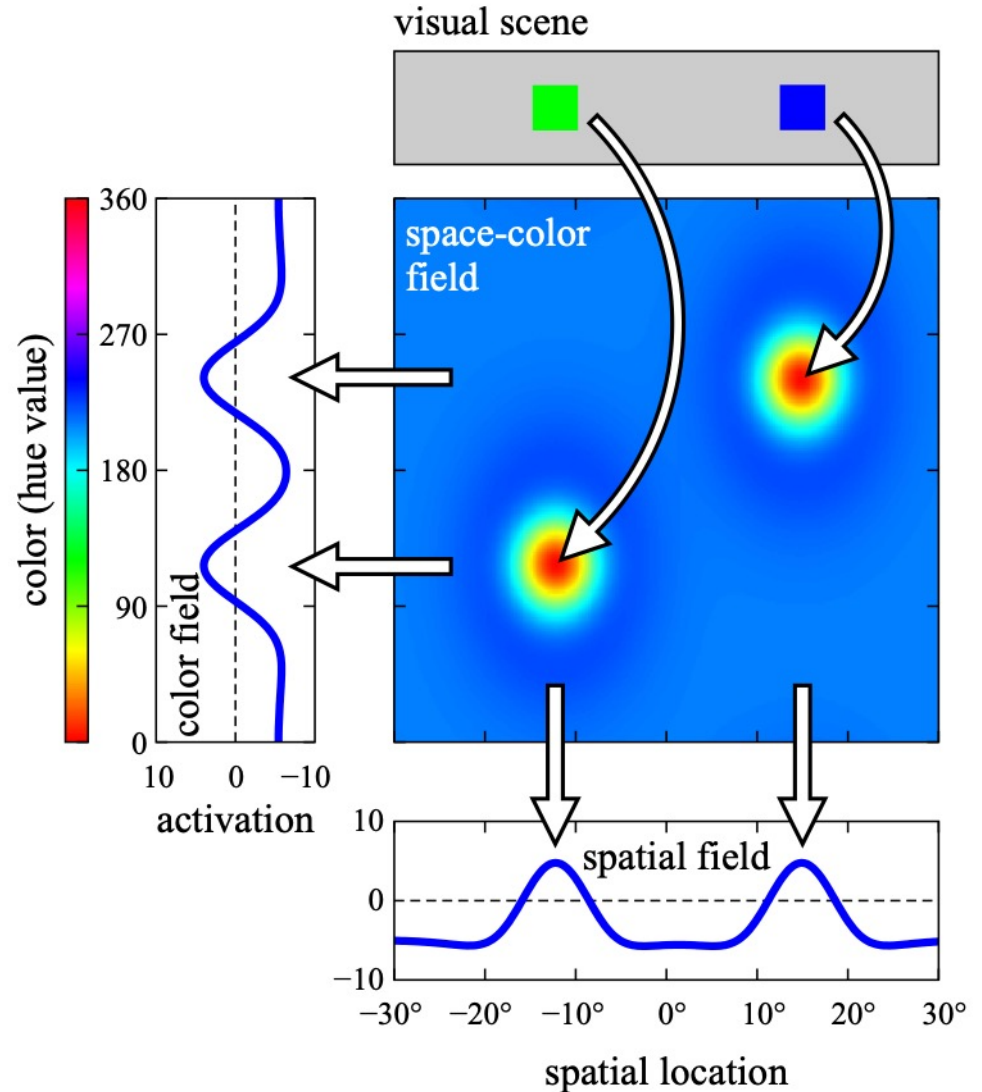 visual scene
space-color
field
360
270
180
90
0
color (hue value)
color field
10 0 −10
activation
spatial field
10
0
−10
−30° −20° −10° 0° 10° 20° 30°
spatial location